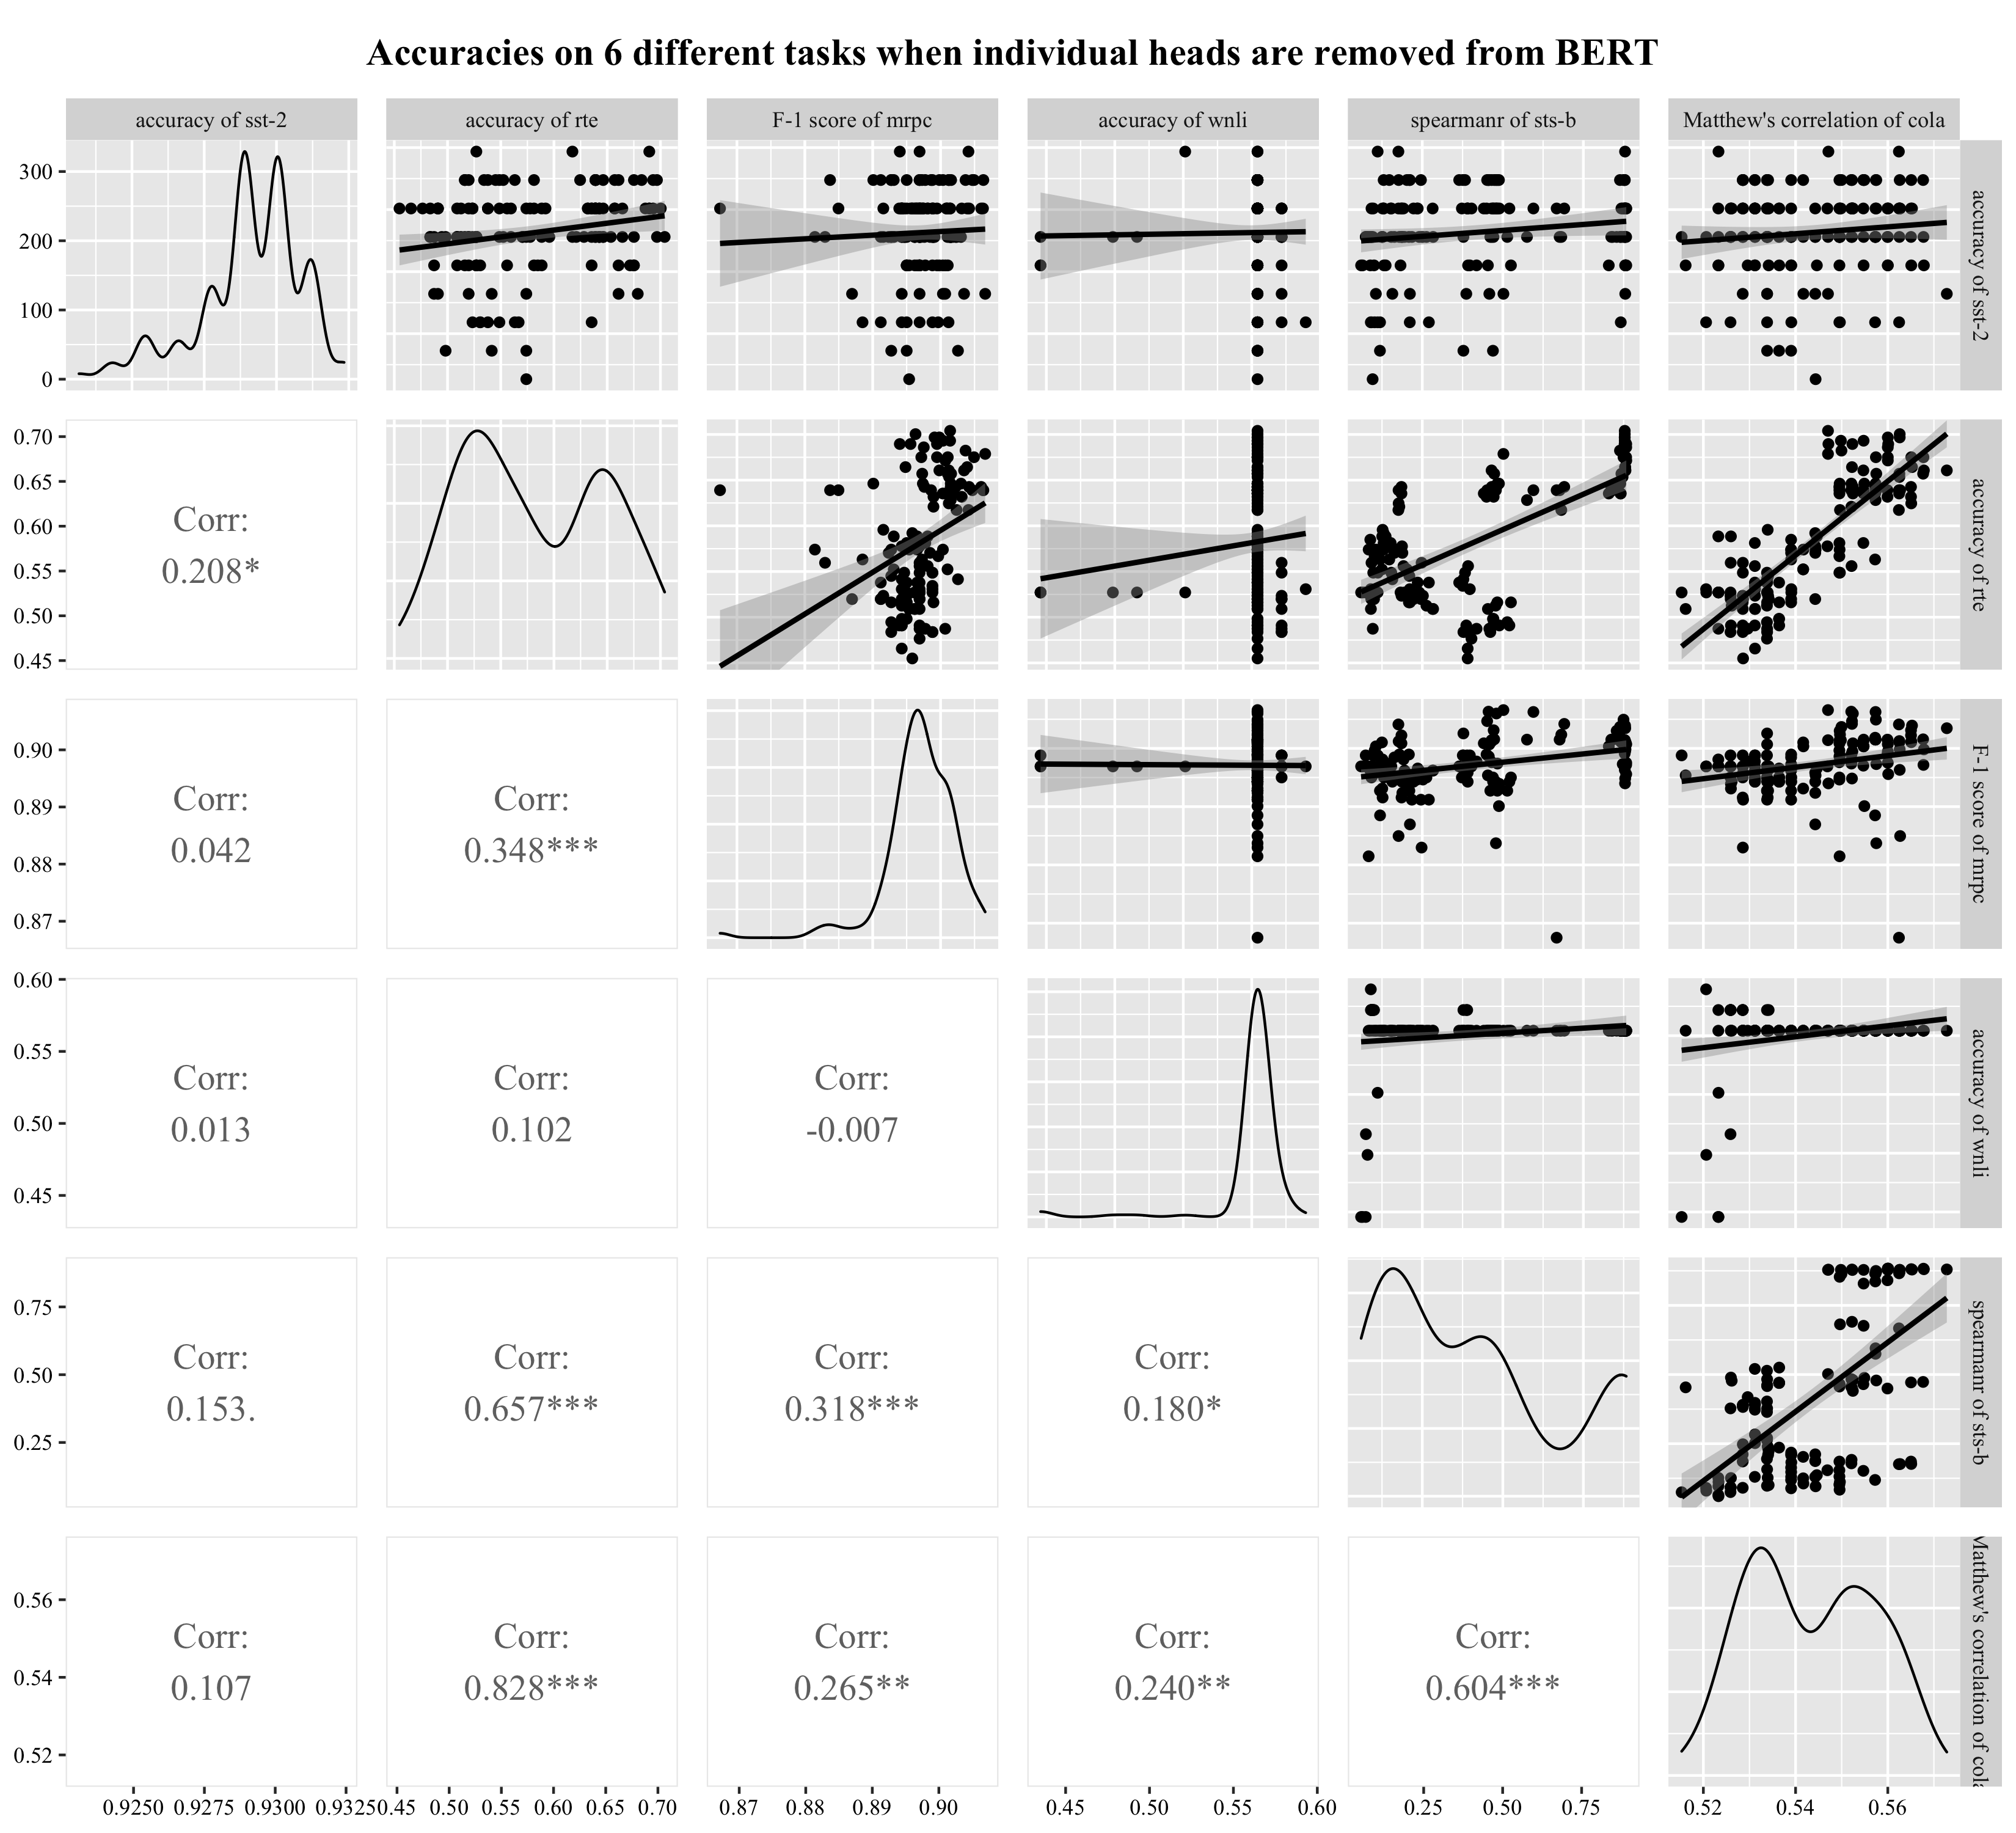 Accuracies on 6 different tasks when individual heads are removed from BERT
accuracy of sst-2
accuracy of rte
F-1 score of mrpc
accuracy of wnli
spearmanr of sts-b
Matthew's correlation of cola
300
200
100
0
accuracy of sst-2
0.70
0.65
0.60
0.55
0.50
0.45
Corr:
0.208*
accuracy of rte
0.90
0.89
0.88
0.87
Corr:
0.042
Corr:
0.348***
F-1 score of mrpc
0.60
0.55
0.50
0.45
Corr:
0.013
Corr:
0.102
Corr:
-0.007
accuracy of wnli
0.75
0.50
0.25
Corr:
0.153.
Corr:
0.657***
Corr:
0.318***
Corr:
0.180*
spearmanr of sts-b
0.56
0.54
0.52
Corr:
0.107
Corr:
0.828***
Corr:
0.265**
Corr:
0.240**
Corr:
0.604***
Matthew's correlation of cola
0.9250 0.9275 0.9300 0.9325
0.45 0.50 0.55 0.60 0.65 0.70
0.87 0.88 0.89 0.90
0.45 0.50 0.55 0.60
0.25 0.50 0.75
0.52 0.54 0.56